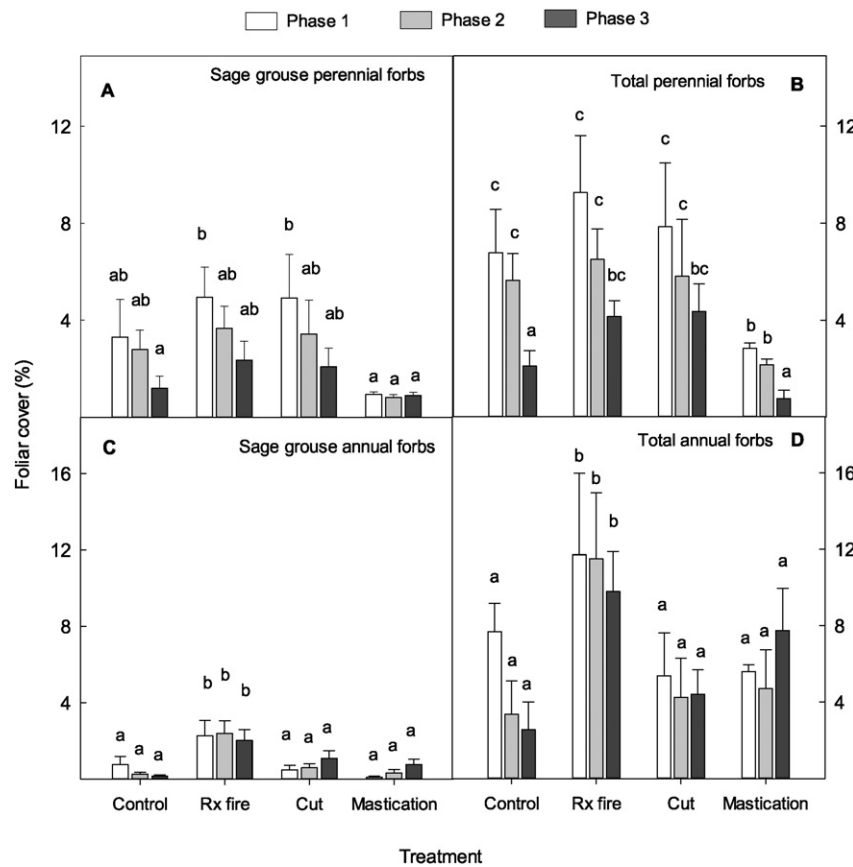 Phase 1 Phase 2 Phase 3
A Sage grouse perennial forbs
Total perennial forbs B
12 12
8 8
4 4
ab ab a b ab ab b ab ab a a a
c c a c c bc c c bc b b a
C Sage grouse annual forbs
Total annual forbs D
16 16
12 12
8 8
4 4
a a a b b b a a a a a a
a a a b b b a a a a a a
Control Rx fire Cut Mastication Control Rx fire Cut Mastication
Foliar cover (%)
Treatment